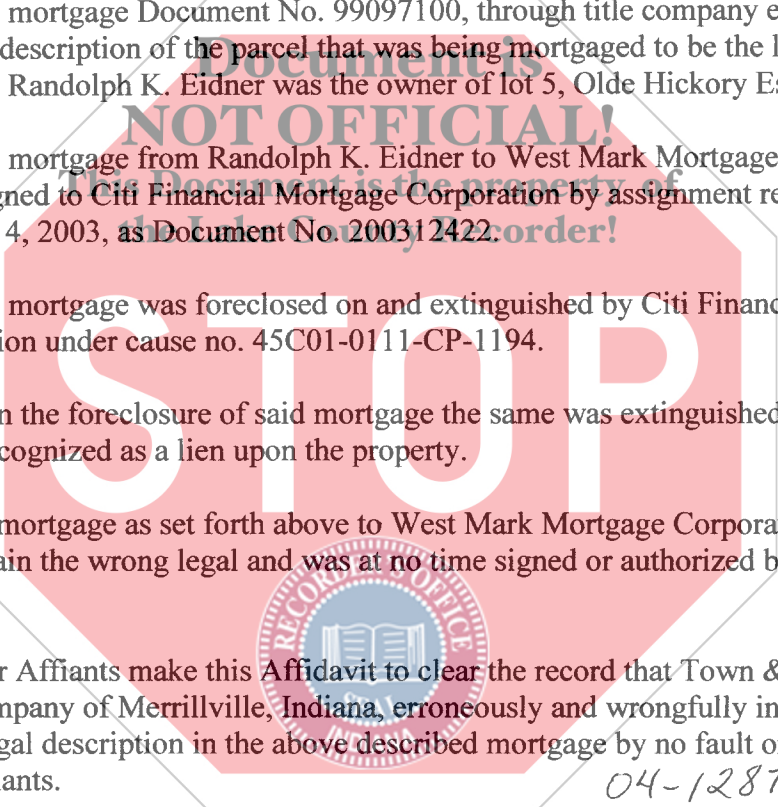 mortgage Document No. 99097100, through title company e
description of the parcel that was being mortgaged to be the l
Document is
Randolph K. Eidner was the owner of lot 5, Olde Hickory Es
NOT OFFICIAL!
mortgage from Randolph K. Eidner to West Mark Mortgage
This Document is the property of
gned to Citi Financial Mortgage Corporation by assignment re
4, 2003, as Document No. 200312422.
the Lake County Recorder!
mortgage was foreclosed on and extinguished by Citi Financ
ion under cause no. 45C01-0111-CP-1194.
STOP
n the foreclosure of said mortgage the same was extinguished
cognized as a lien upon the property.
mortgage as set forth above to West Mark Mortgage Corpora
ain the wrong legal and was at no time signed or authorized b
RECORDER'S OFFICE
SEAL
INDIANA
r Affiants make this Affidavit to clear the record that Town &
mpany of Merrillville, Indiana, erroneously and wrongfully in
gal description in the above described mortgage by no fault o
iants.
04-1287